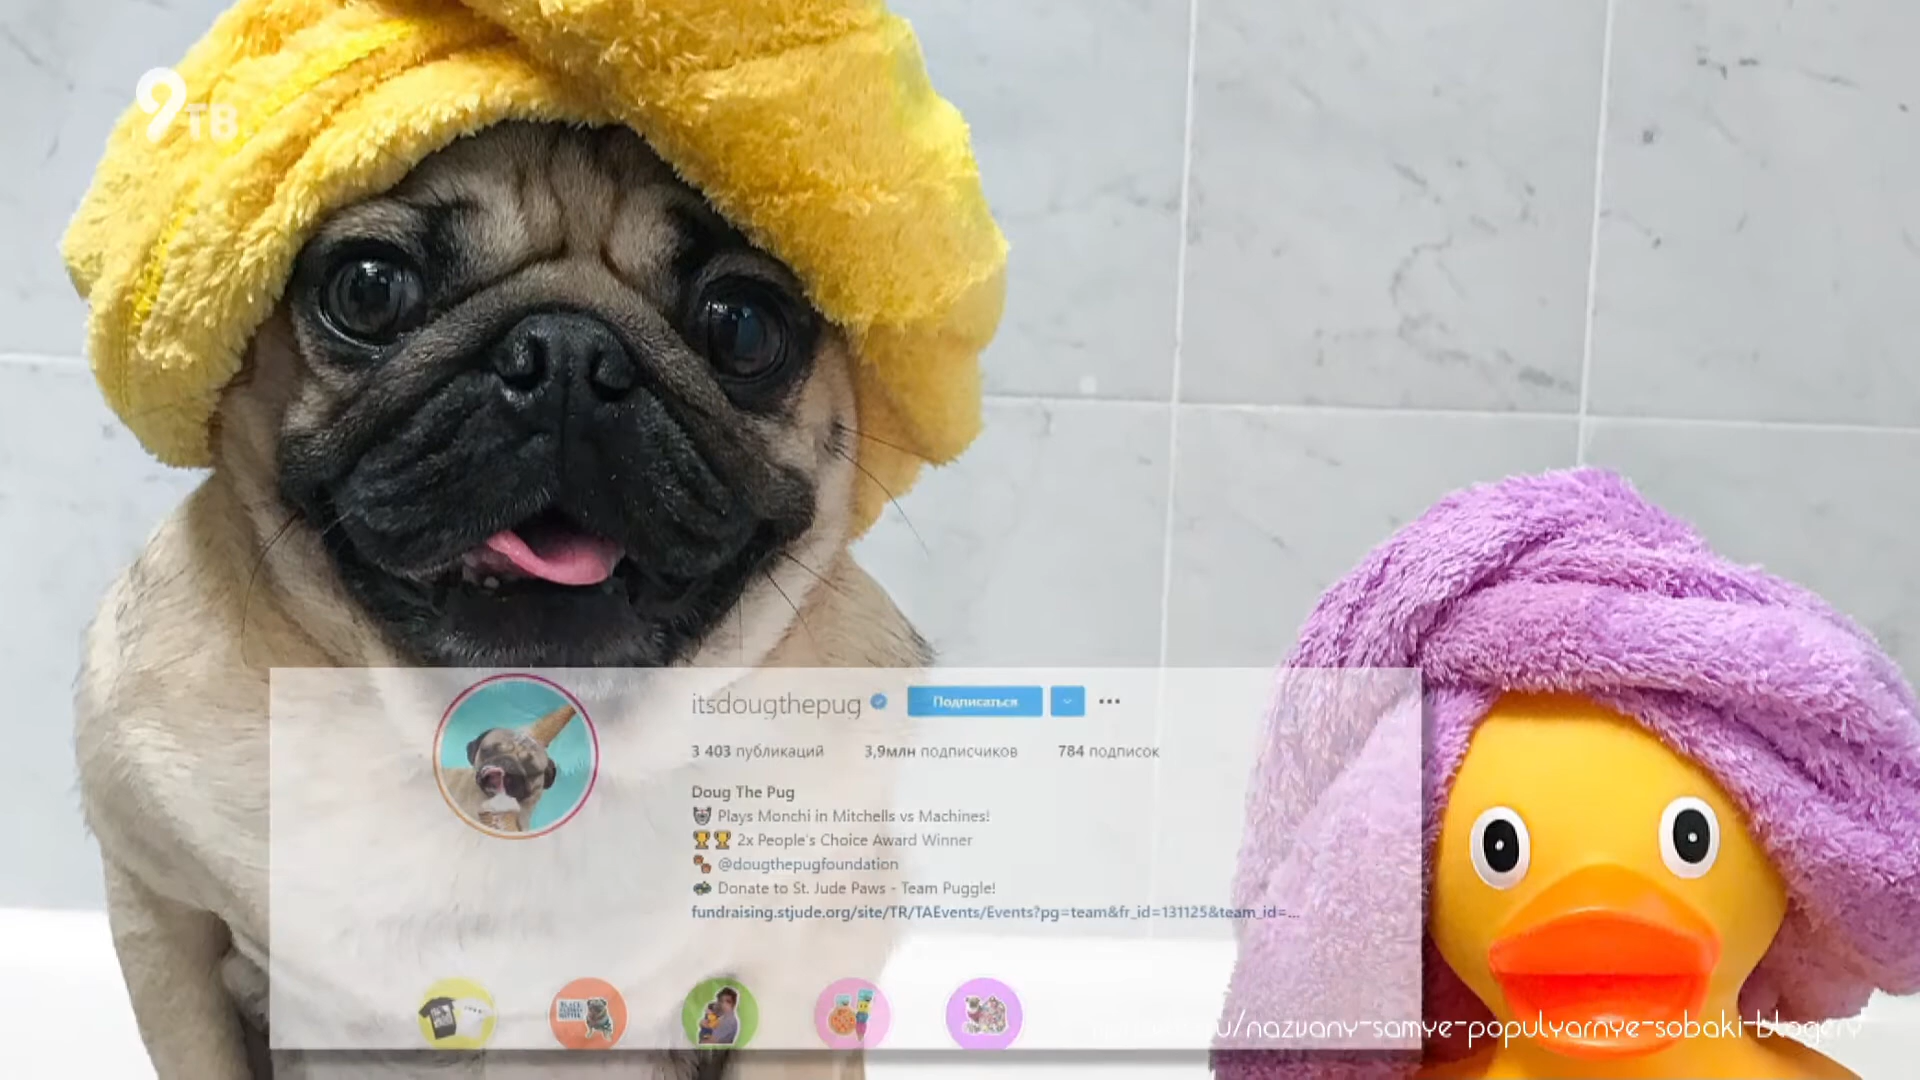 9ТВ
itsdougthepug
Подписаться
3 403 публикаций 3,9млн подписчиков 784 подписок
Doug The Pug
Plays Monchi in Mitchells vs Machines!
2x People's Choice Award Winner
@dougthepugfoundation
Donate to St. Jude Paws - Team Puggle!
fundraising.stjude.org/site/TR/TAEvents/Events?pg=team&fr_id=131125&team_id=...
/nazvany-samye-populyarnye-sobaki-blogery